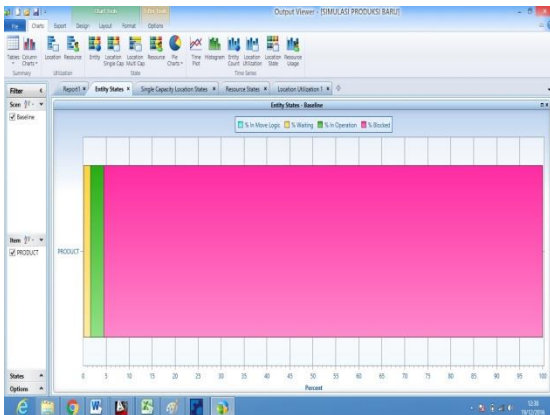 Chart Tools
Output Viewer - [SIMULASI PRODUKSI BARU]
File Charts Export Design Layout Format Options
Tables Column Charts Location Resource Entity Location Single Cap Location Multi Cap Resource Pie Charts Time Plot Histogram Entity Count Location Utilization Location State Resource Usage
Summary Utilization State Time Series
Filter
Report1 Entity States Single Capacity Location States Resource States Location Utilization 1
Entity States - Baseline
Baseline
% In Move Logic % Waiting % In Operation % Blocked
Item
PRODUCT
PRODUCT
0 5 10 15 20 25 30 35 40 45 50 55 60 65 70 75 80 85 90 95 100
Percent
States
Options
12:30